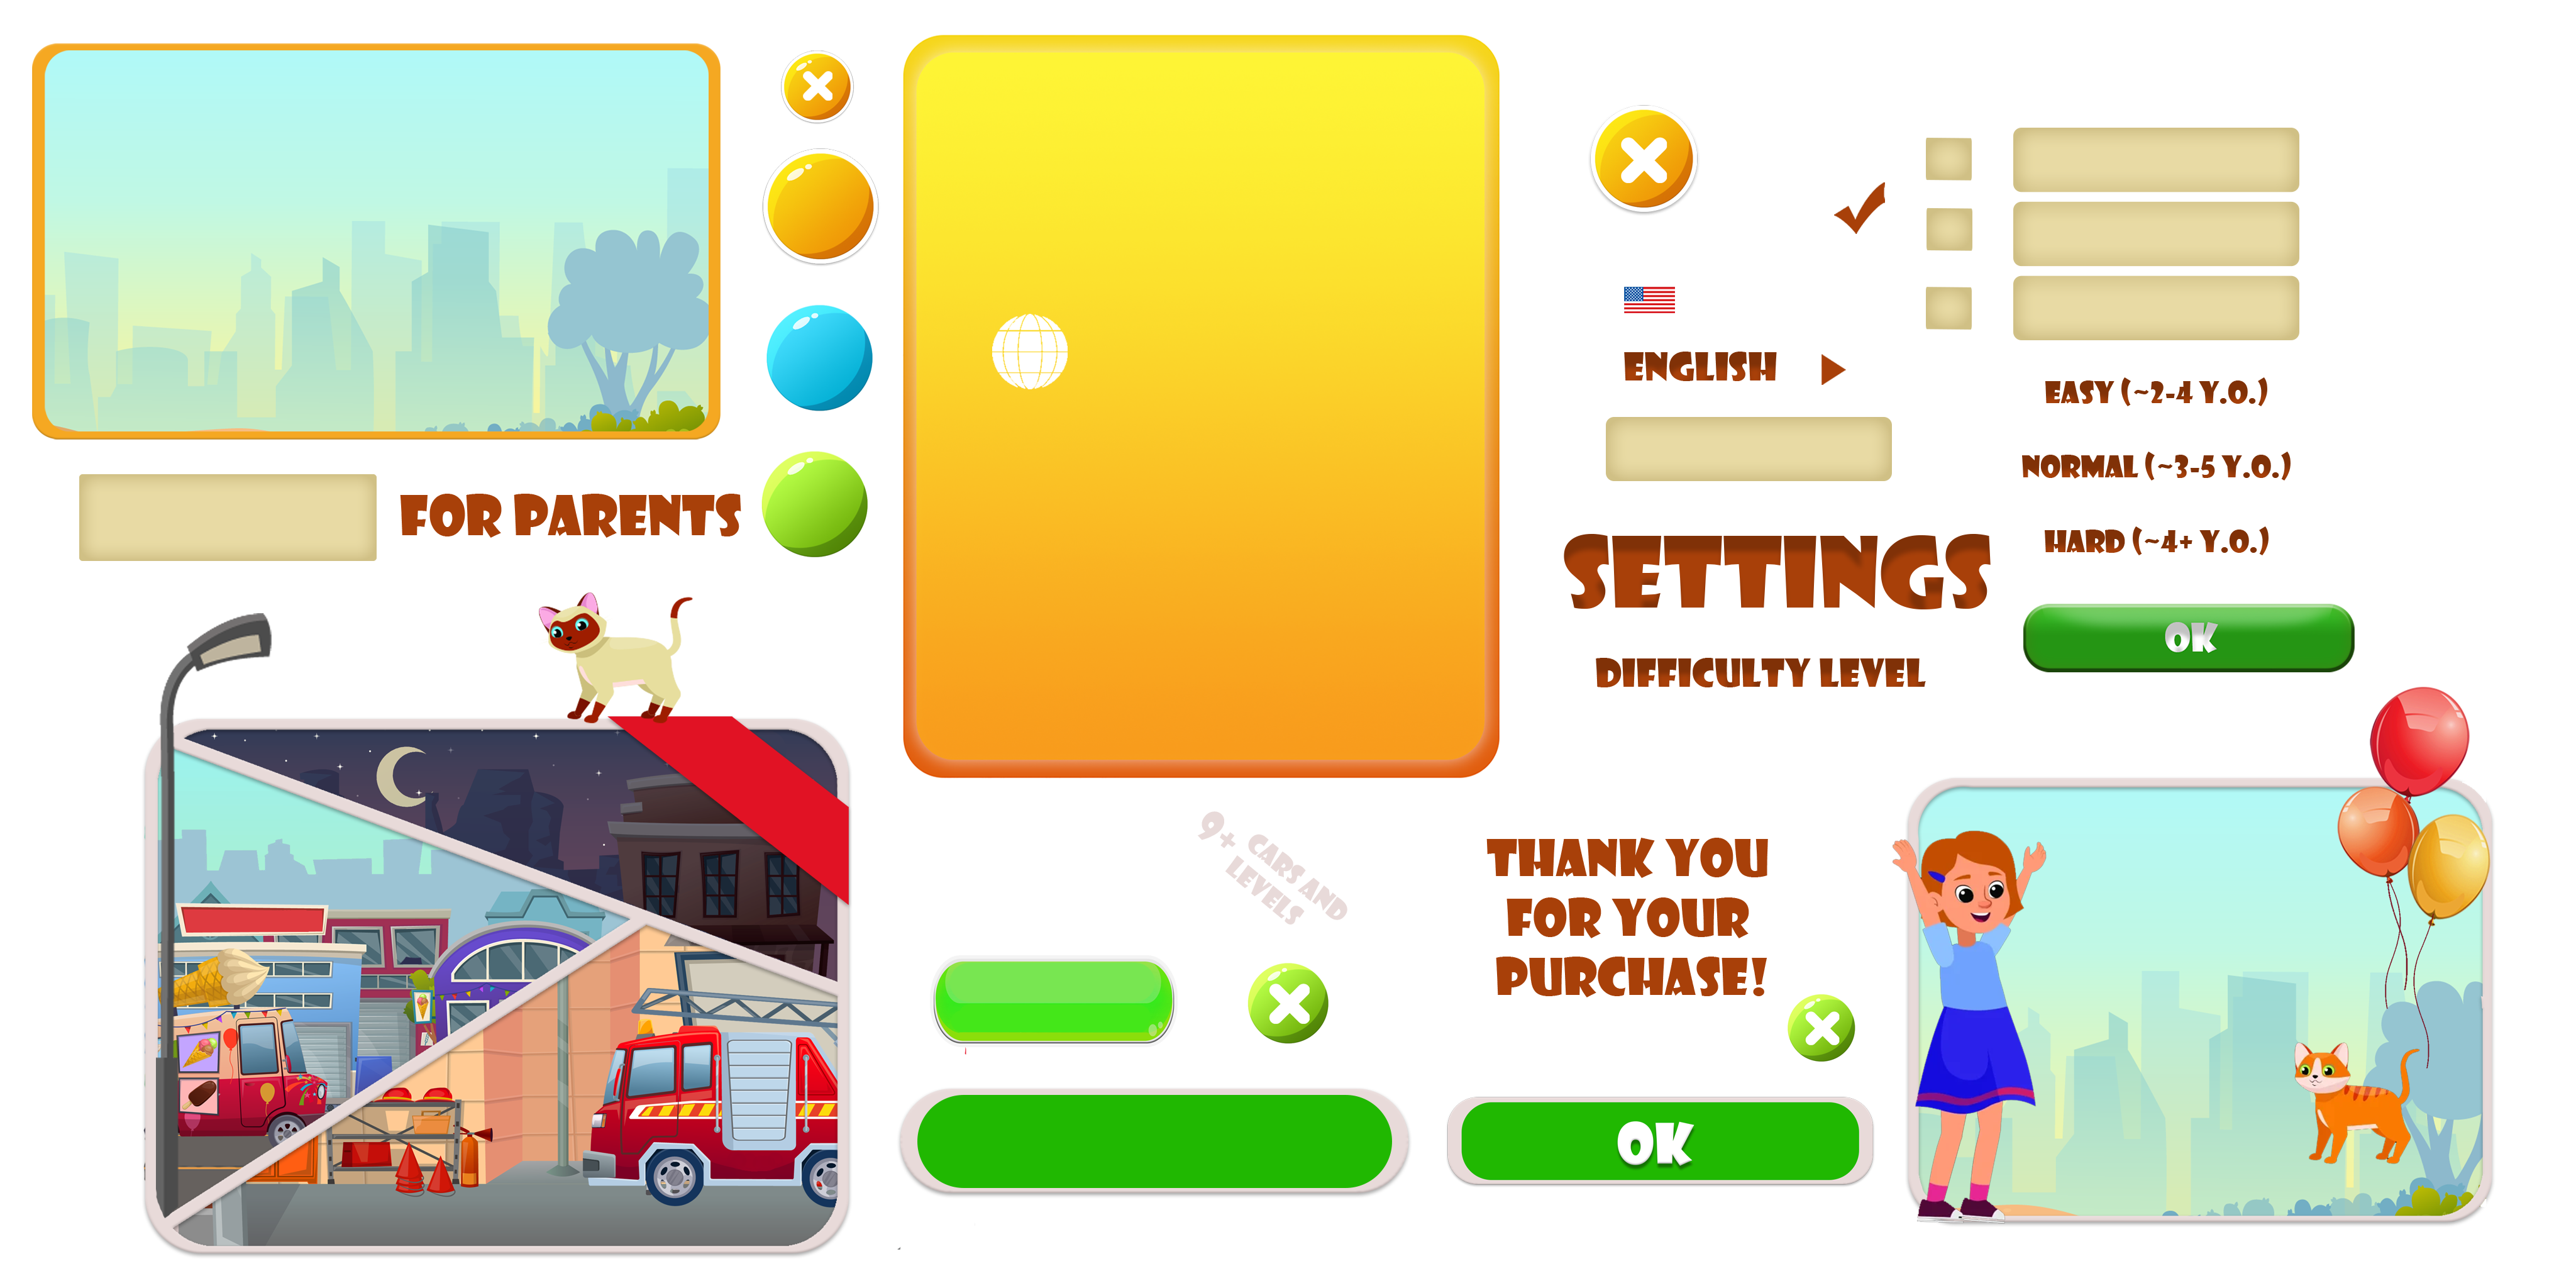 ENGLISH
EASY (~2-4 Y.O.)
NORMAL (~3-5 Y.O.)
HARD (~4+ Y.O.)
FOR PARENTS
SETTINGS
OK
DIFFICULTY LEVEL
9+ CARS AND
LEVELS
THANK YOU
FOR YOUR
PURCHASE!
OK